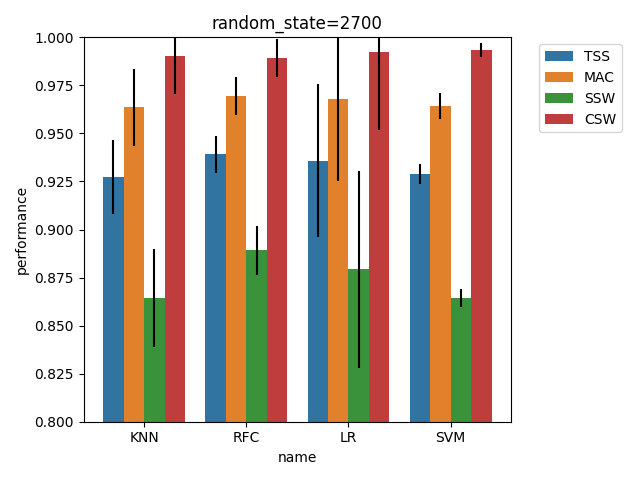 random_state=2700
1.000
0.975
0.950
0.925
0.900
0.875
0.850
0.825
0.800
performance
KNN RFC LR SVM
name
TSS
MAC
SSW
CSW